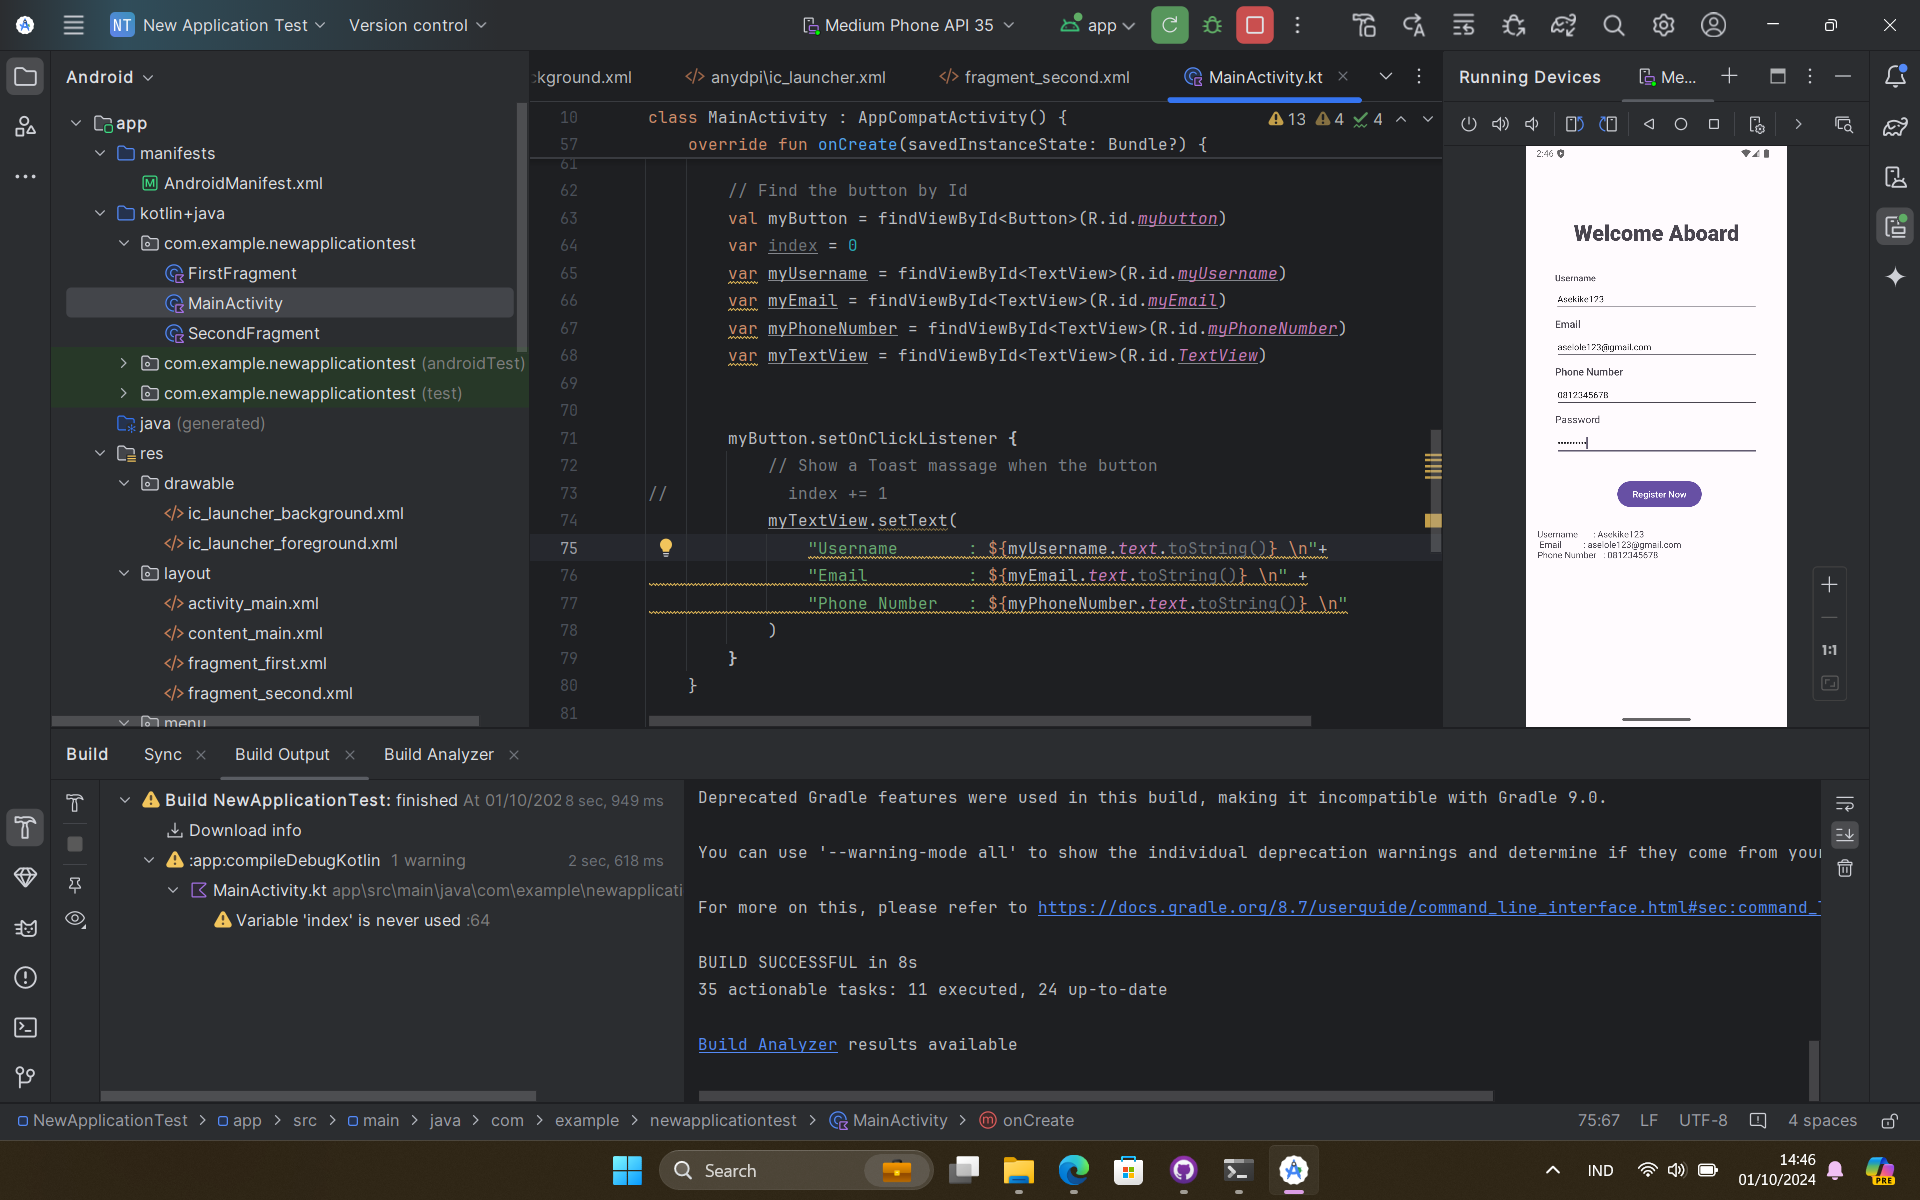 NT New Application Test Version control Medium Phone API 35 app
Android
app
manifests
AndroidManifest.xml
kotlin+java
com.example.newapplicationtest
FirstFragment
MainActivity
SecondFragment
com.example.newapplicationtest (androidTest)
com.example.newapplicationtest (test)
java (generated)
res
drawable
ic_launcher_background.xml
ic_launcher_foreground.xml
layout
activity_main.xml
content_main.xml
fragment_first.xml
fragment_second.xml
menu
kground.xml anydpi\ic_launcher.xml fragment_second.xml MainActivity.kt
13 4 4
10 class MainActivity : AppCompatActivity() {
57 override fun onCreate(savedInstanceState: Bundle?) {
61
62 // Find the button by Id
63 val myButton = findViewById<Button>(R.id.mybutton)
64 var index = 0
65 var myUsername = findViewById<TextView>(R.id.myUsername)
66 var myEmail = findViewById<TextView>(R.id.myEmail)
67 var myPhoneNumber = findViewById<TextView>(R.id.myPhoneNumber)
68 var myTextView = findViewById<TextView>(R.id.TextView)
69
70
71 myButton.setOnClickListener {
72 // Show a Toast massage when the button
73 // index += 1
74 myTextView.setText(
75 "Username : ${myUsername.text.toString()} \n"+
76 "Email : ${myEmail.text.toString()} \n" +
77 "Phone Number : ${myPhoneNumber.text.toString()} \n"
78 )
79 }
80 }
81
Running Devices Me...
2:46
Welcome Aboard
Username
Asekike123
Email
aselole123@gmail.com
Phone Number
0812345678
Password
Register Now
Username : Asekike123
Email : aselole123@gmail.com
Phone Number : 0812345678
1:1
Build Sync Build Output Build Analyzer
Build NewApplicationTest: finished At 01/10/202 8 sec, 949 ms
Download info
:app:compileDebugKotlin 1 warning 2 sec, 618 ms
MainActivity.kt app\src\main\java\com\example\newapplicati
Variable 'index' is never used :64
Deprecated Gradle features were used in this build, making it incompatible with Gradle 9.0.
You can use '--warning-mode all' to show the individual deprecation warnings and determine if they come from your
For more on this, please refer to https://docs.gradle.org/8.7/userguide/command_line_interface.html#sec:command_l
BUILD SUCCESSFUL in 8s
35 actionable tasks: 11 executed, 24 up-to-date
Build Analyzer results available
NewApplicationTest > app > src > main > java > com > example > newapplicationtest > MainActivity > onCreate
75:67 LF UTF-8 4 spaces
Search
IND
14:46
01/10/2024
PRE